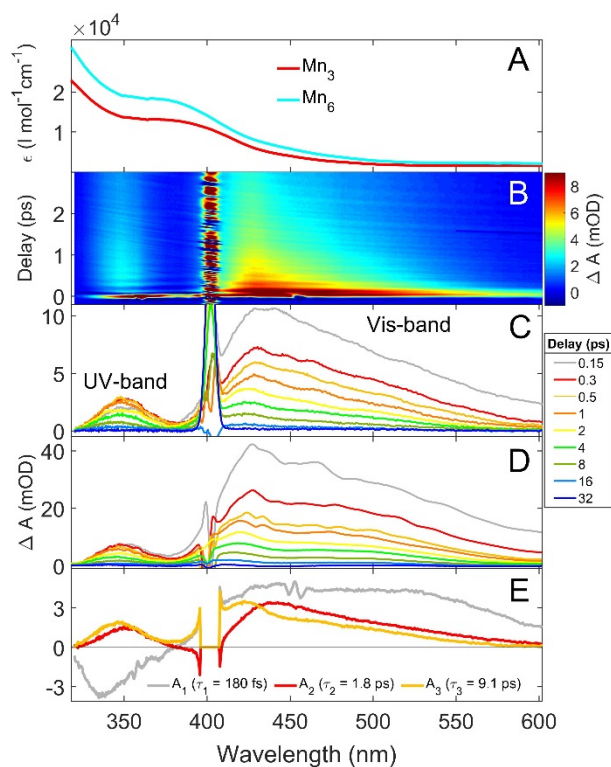 ×10⁴
A
Mn₃
Mn₆
ϵ (l mol⁻¹cm⁻¹)
2
1
B
Delay (ps)
20
10
0
8
6
4
2
0
Δ A (mOD)
C
10
5
0
UV-band
Vis-band
Delay (ps)
0.15
0.3
0.5
1
2
4
8
16
32
D
Δ A (mOD)
40
20
0
E
3
0
-3
A₁ (τ₁ = 180 fs)
A₂ (τ₂ = 1.8 ps)
A₃ (τ₃ = 9.1 ps)
350
400
450
500
550
600
Wavelength (nm)